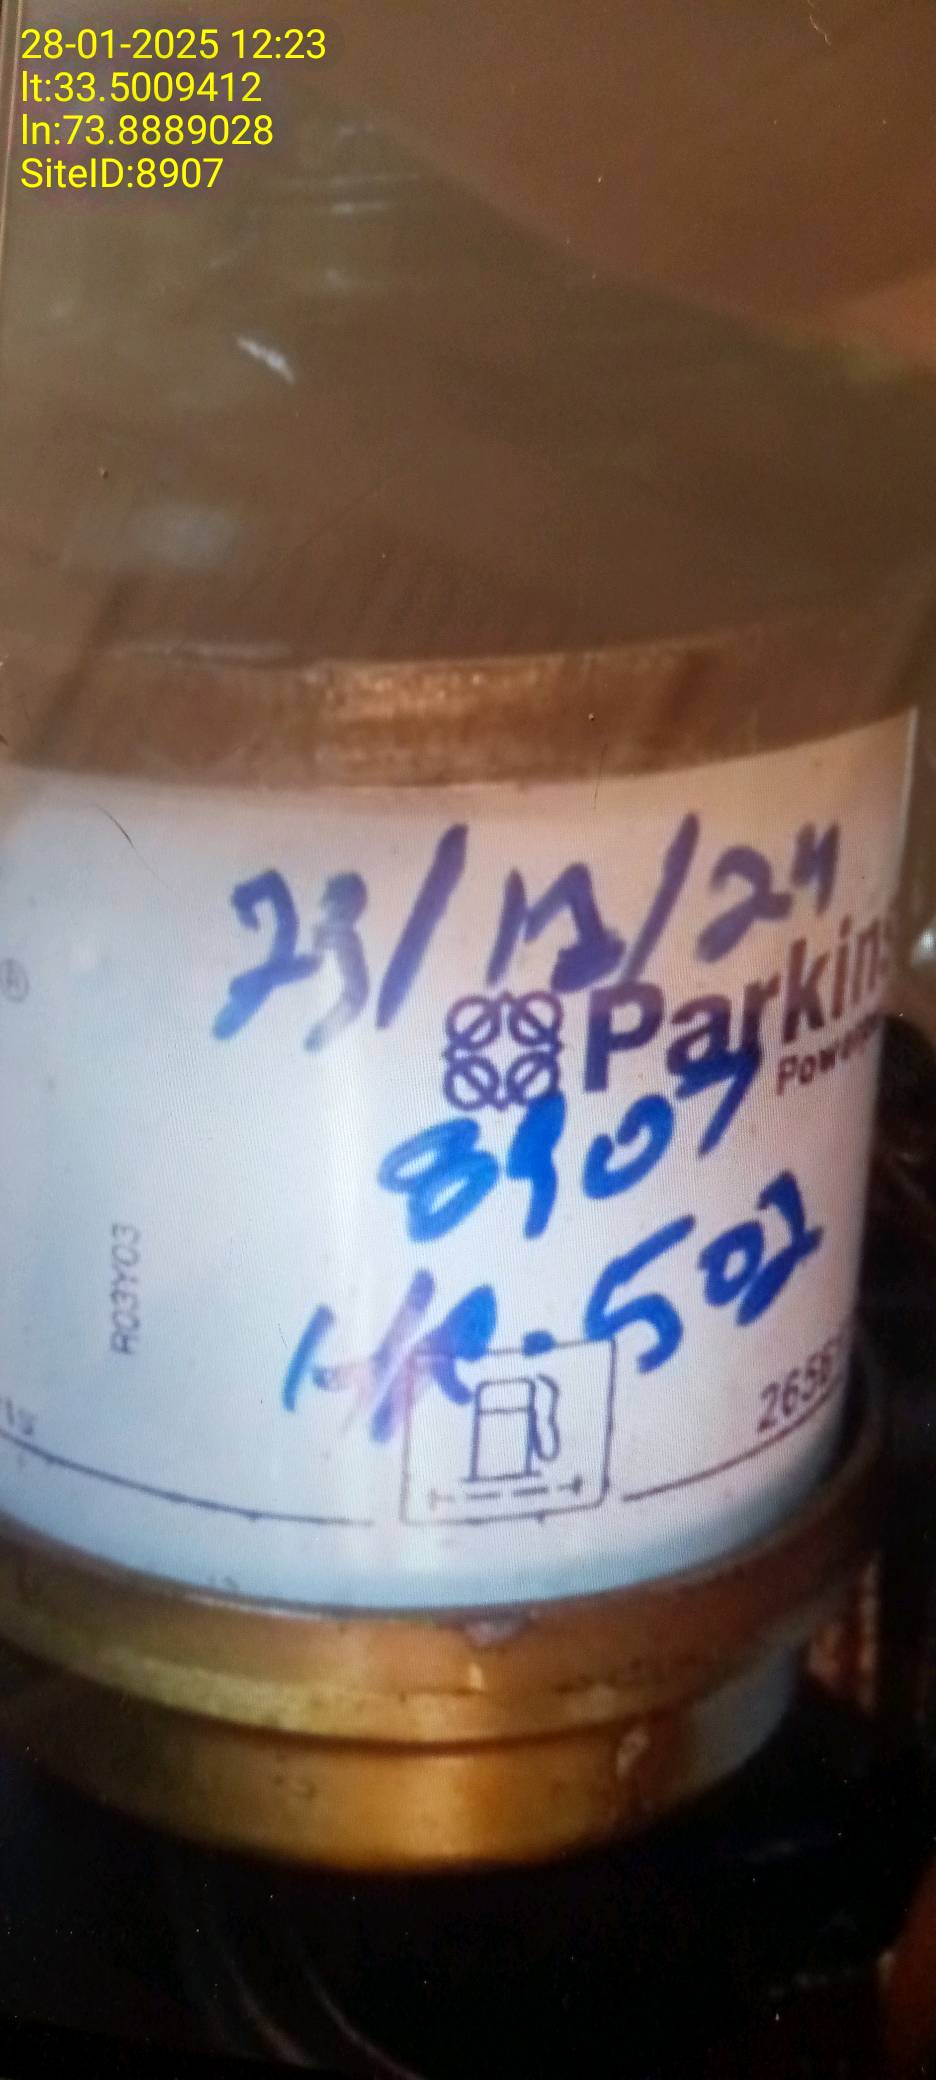 28-01-2025 12:23
lt:33.5009412
ln:73.8889028
SiteID:8907
23/12/24
Parkins
8907
HR.502
R03Y03